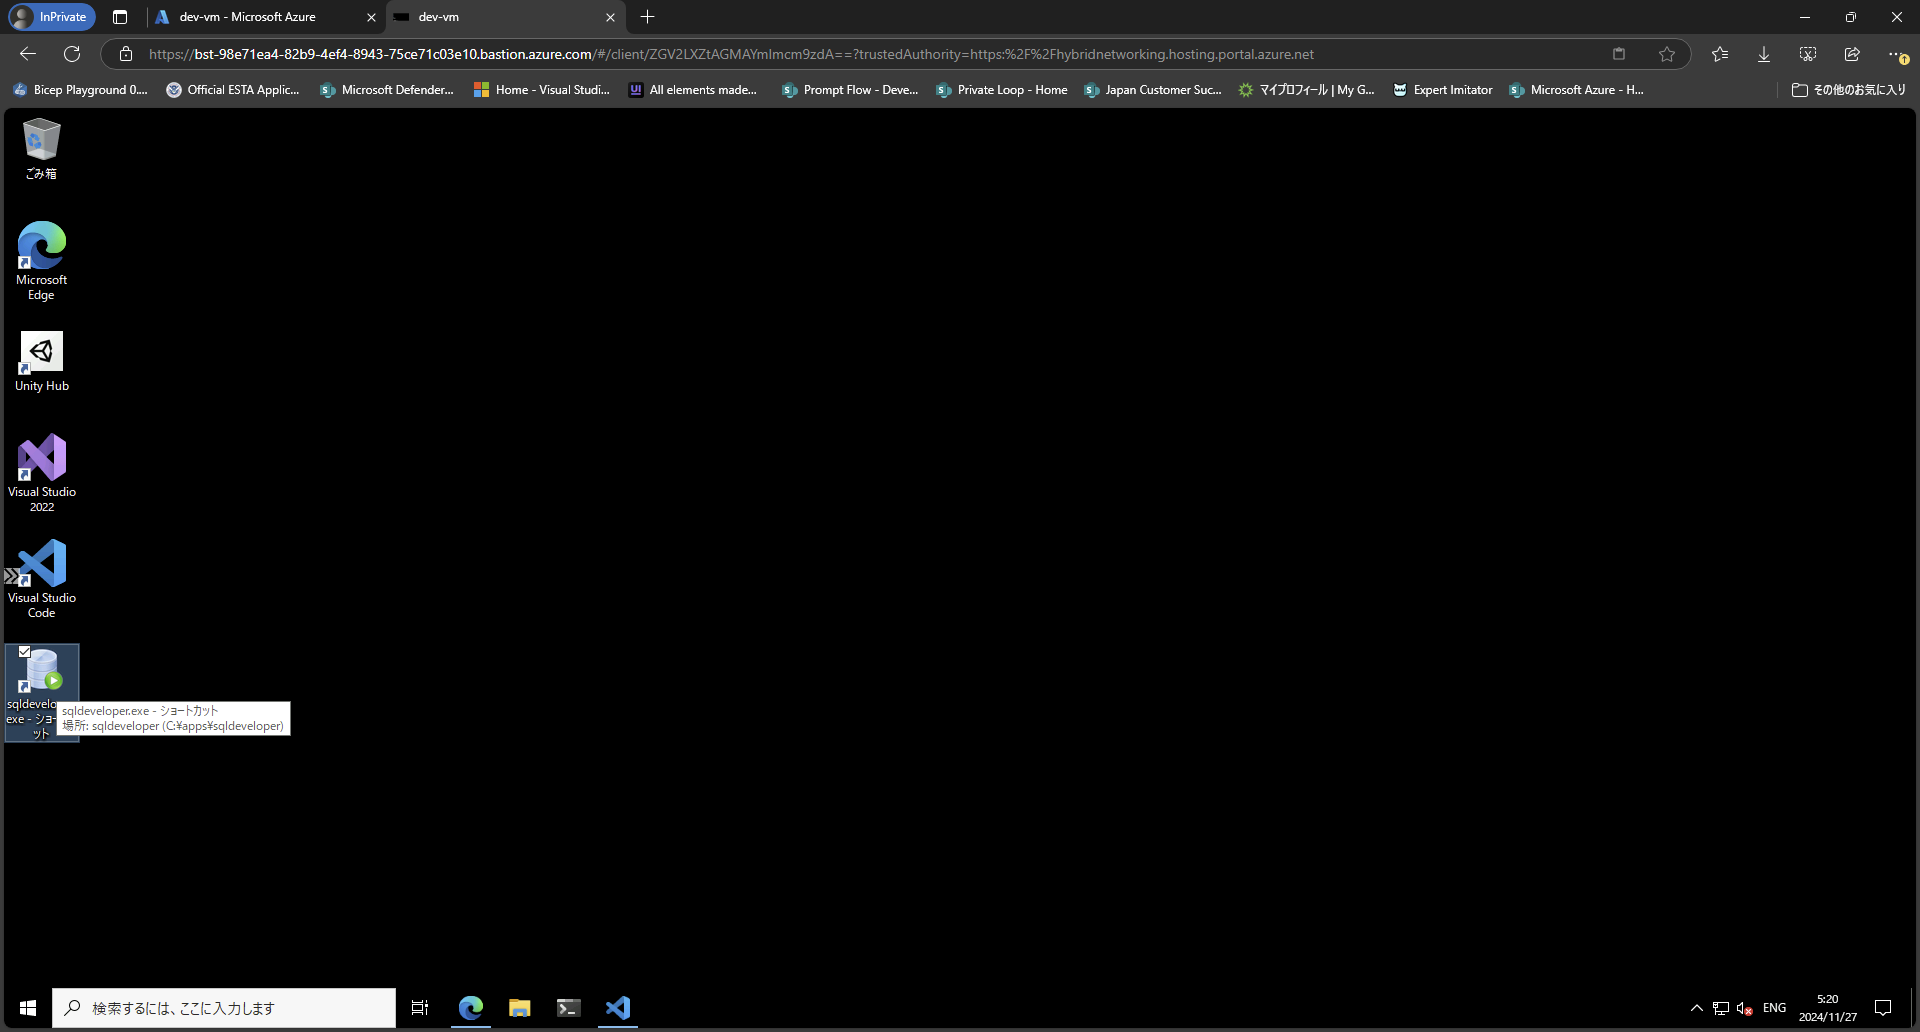 InPrivate
dev-vm - Microsoft Azure
dev-vm
https://bst-98e71ea4-82b9-4ef4-8943-75ce71c03e10.bastion.azure.com/#/client/ZGV2LXZtAGMAYmlmcm9zdA==?trustedAuthority=https:%2F%2Fhybridnetworking.hosting.portal.azure.net
Bicep Playground 0....
Official ESTA Applic...
Microsoft Defender...
Home - Visual Studi...
All elements made...
Prompt Flow - Deve...
Private Loop - Home
Japan Customer Suc...
マイプロフィール | My G...
Expert Imitator
Microsoft Azure - H...
その他のお気に入り
ごみ箱
Microsoft
Edge
Unity Hub
Visual Studio
2022
Visual Studio
Code
sqldevelo
exe - ショー
ット
sqldeveloper.exe - ショートカット
場所: sqldeveloper (C:¥apps¥sqldeveloper)
検索するには、ここに入力します
ENG
5:20
2024/11/27